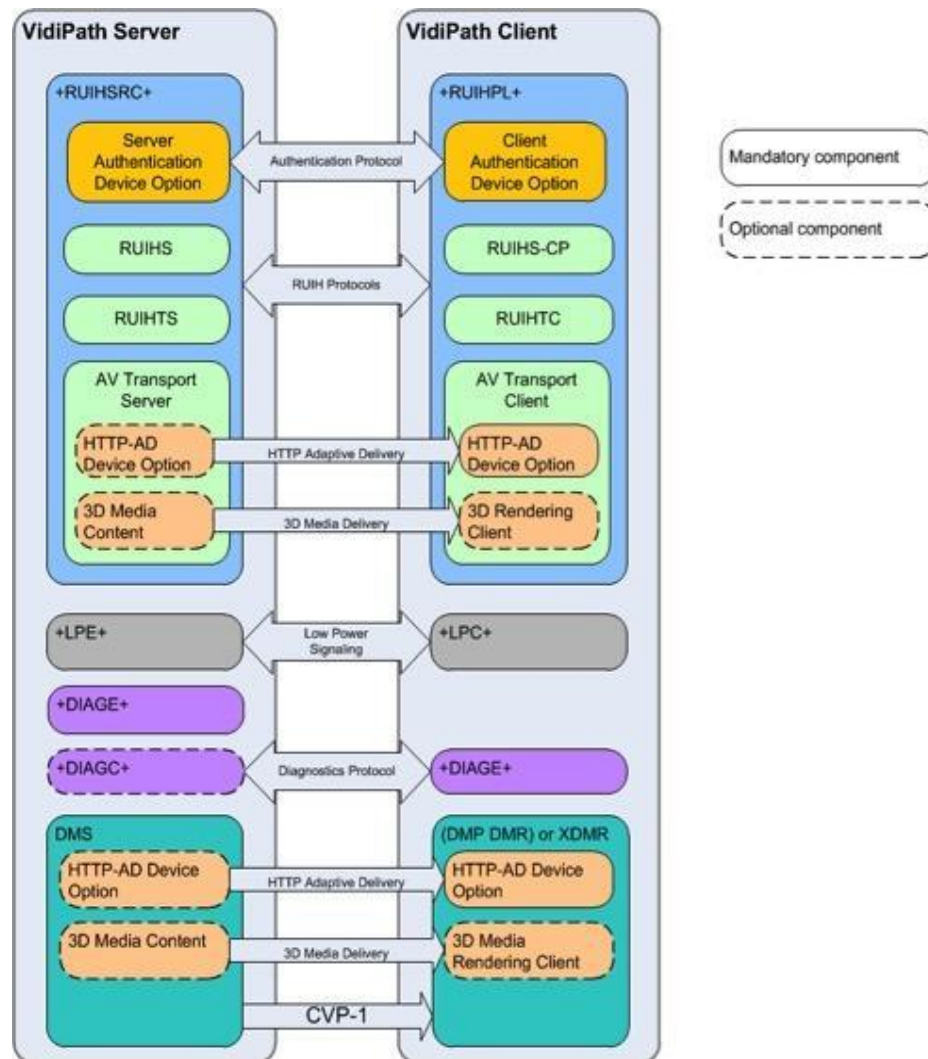 VidiPath Server
VidiPath Client
+RUIHSRC+
+RUIHPL+
Server
Authentication
Device Option
Authentication Protocol
Client
Authentication
Device Option
Mandatory component
Optional component
RUIHS
RUIHS-CP
RUIH Protocols
RUIHTS
RUIHTC
AV Transport
Server
AV Transport
Client
HTTP-AD
Device Option
HTTP Adaptive Delivery
HTTP-AD
Device Option
3D Media
Content
3D Media Delivery
3D Rendering
Client
+LPE+
Low Power
Signaling
+LPC+
+DIAGE+
+DIAGC+
Diagnostics Protocol
+DIAGE+
DMS
(DMP DMR) or XDMR
HTTP-AD Device
Option
HTTP Adaptive Delivery
HTTP-AD Device
Option
3D Media Content
3D Media Delivery
3D Media
Rendering Client
CVP-1